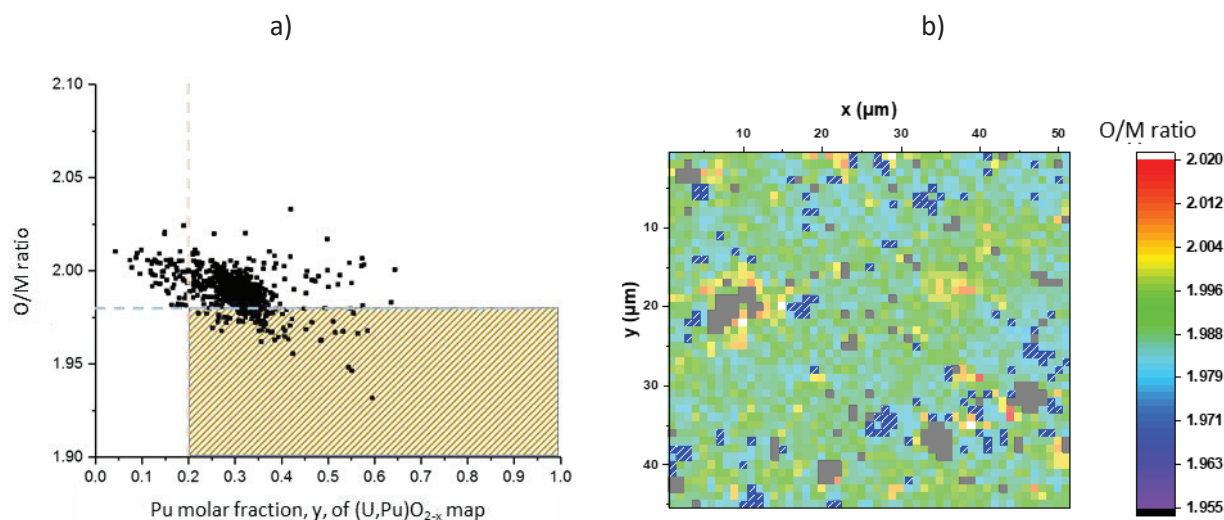 a)
b)
2.10
2.05
2.00
1.95
1.90
O/M ratio
0.0 0.1 0.2 0.3 0.4 0.5 0.6 0.7 0.8 0.9 1.0
Pu molar fraction, y, of (U,Pu)O2-x map
x (µm)
10 20 30 40 50
y (µm)
10
20
30
40
O/M ratio
2.020
2.012
2.004
1.996
1.988
1.979
1.971
1.963
1.955